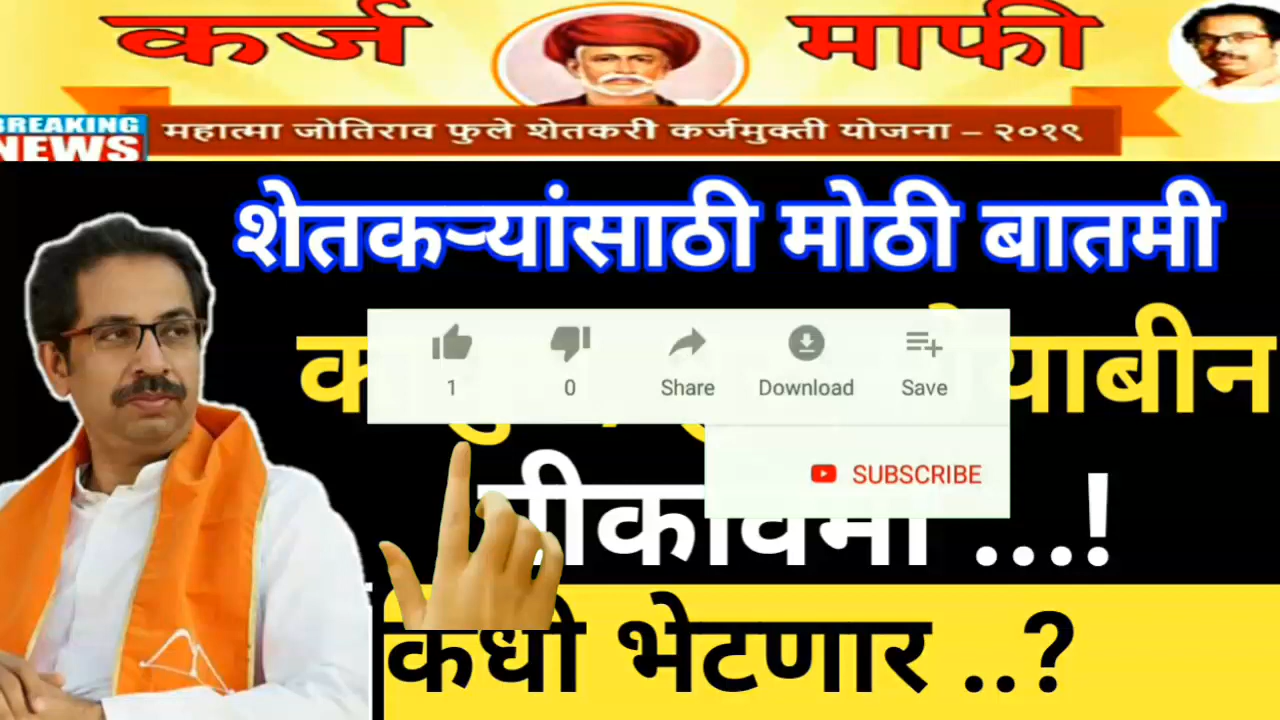 कर्ज माफी
BREAKING
NEWS
महात्मा जोतिराव फुले शेतकरी कर्जमुक्ती योजना – २०१९
शेतकऱ्यांसाठी मोठी बातमी
1 0 Share Download Save
SUBSCRIBE
...!
कधी भेटणार ..?